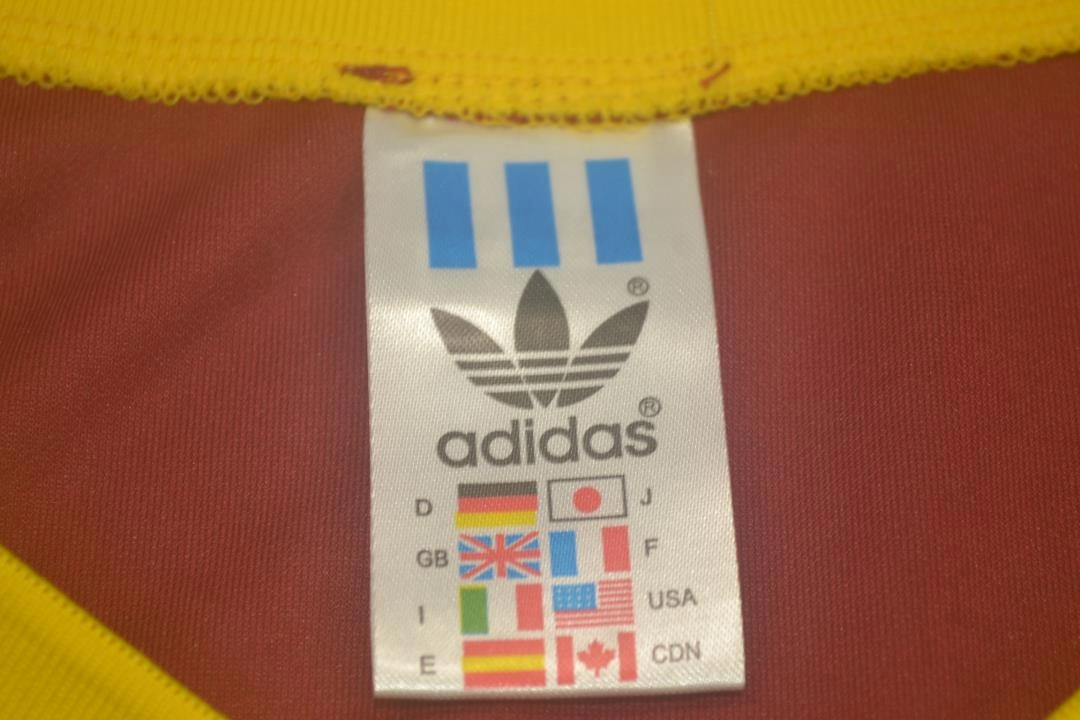 ®
adidas®
D J
GB F
I USA
E CDN